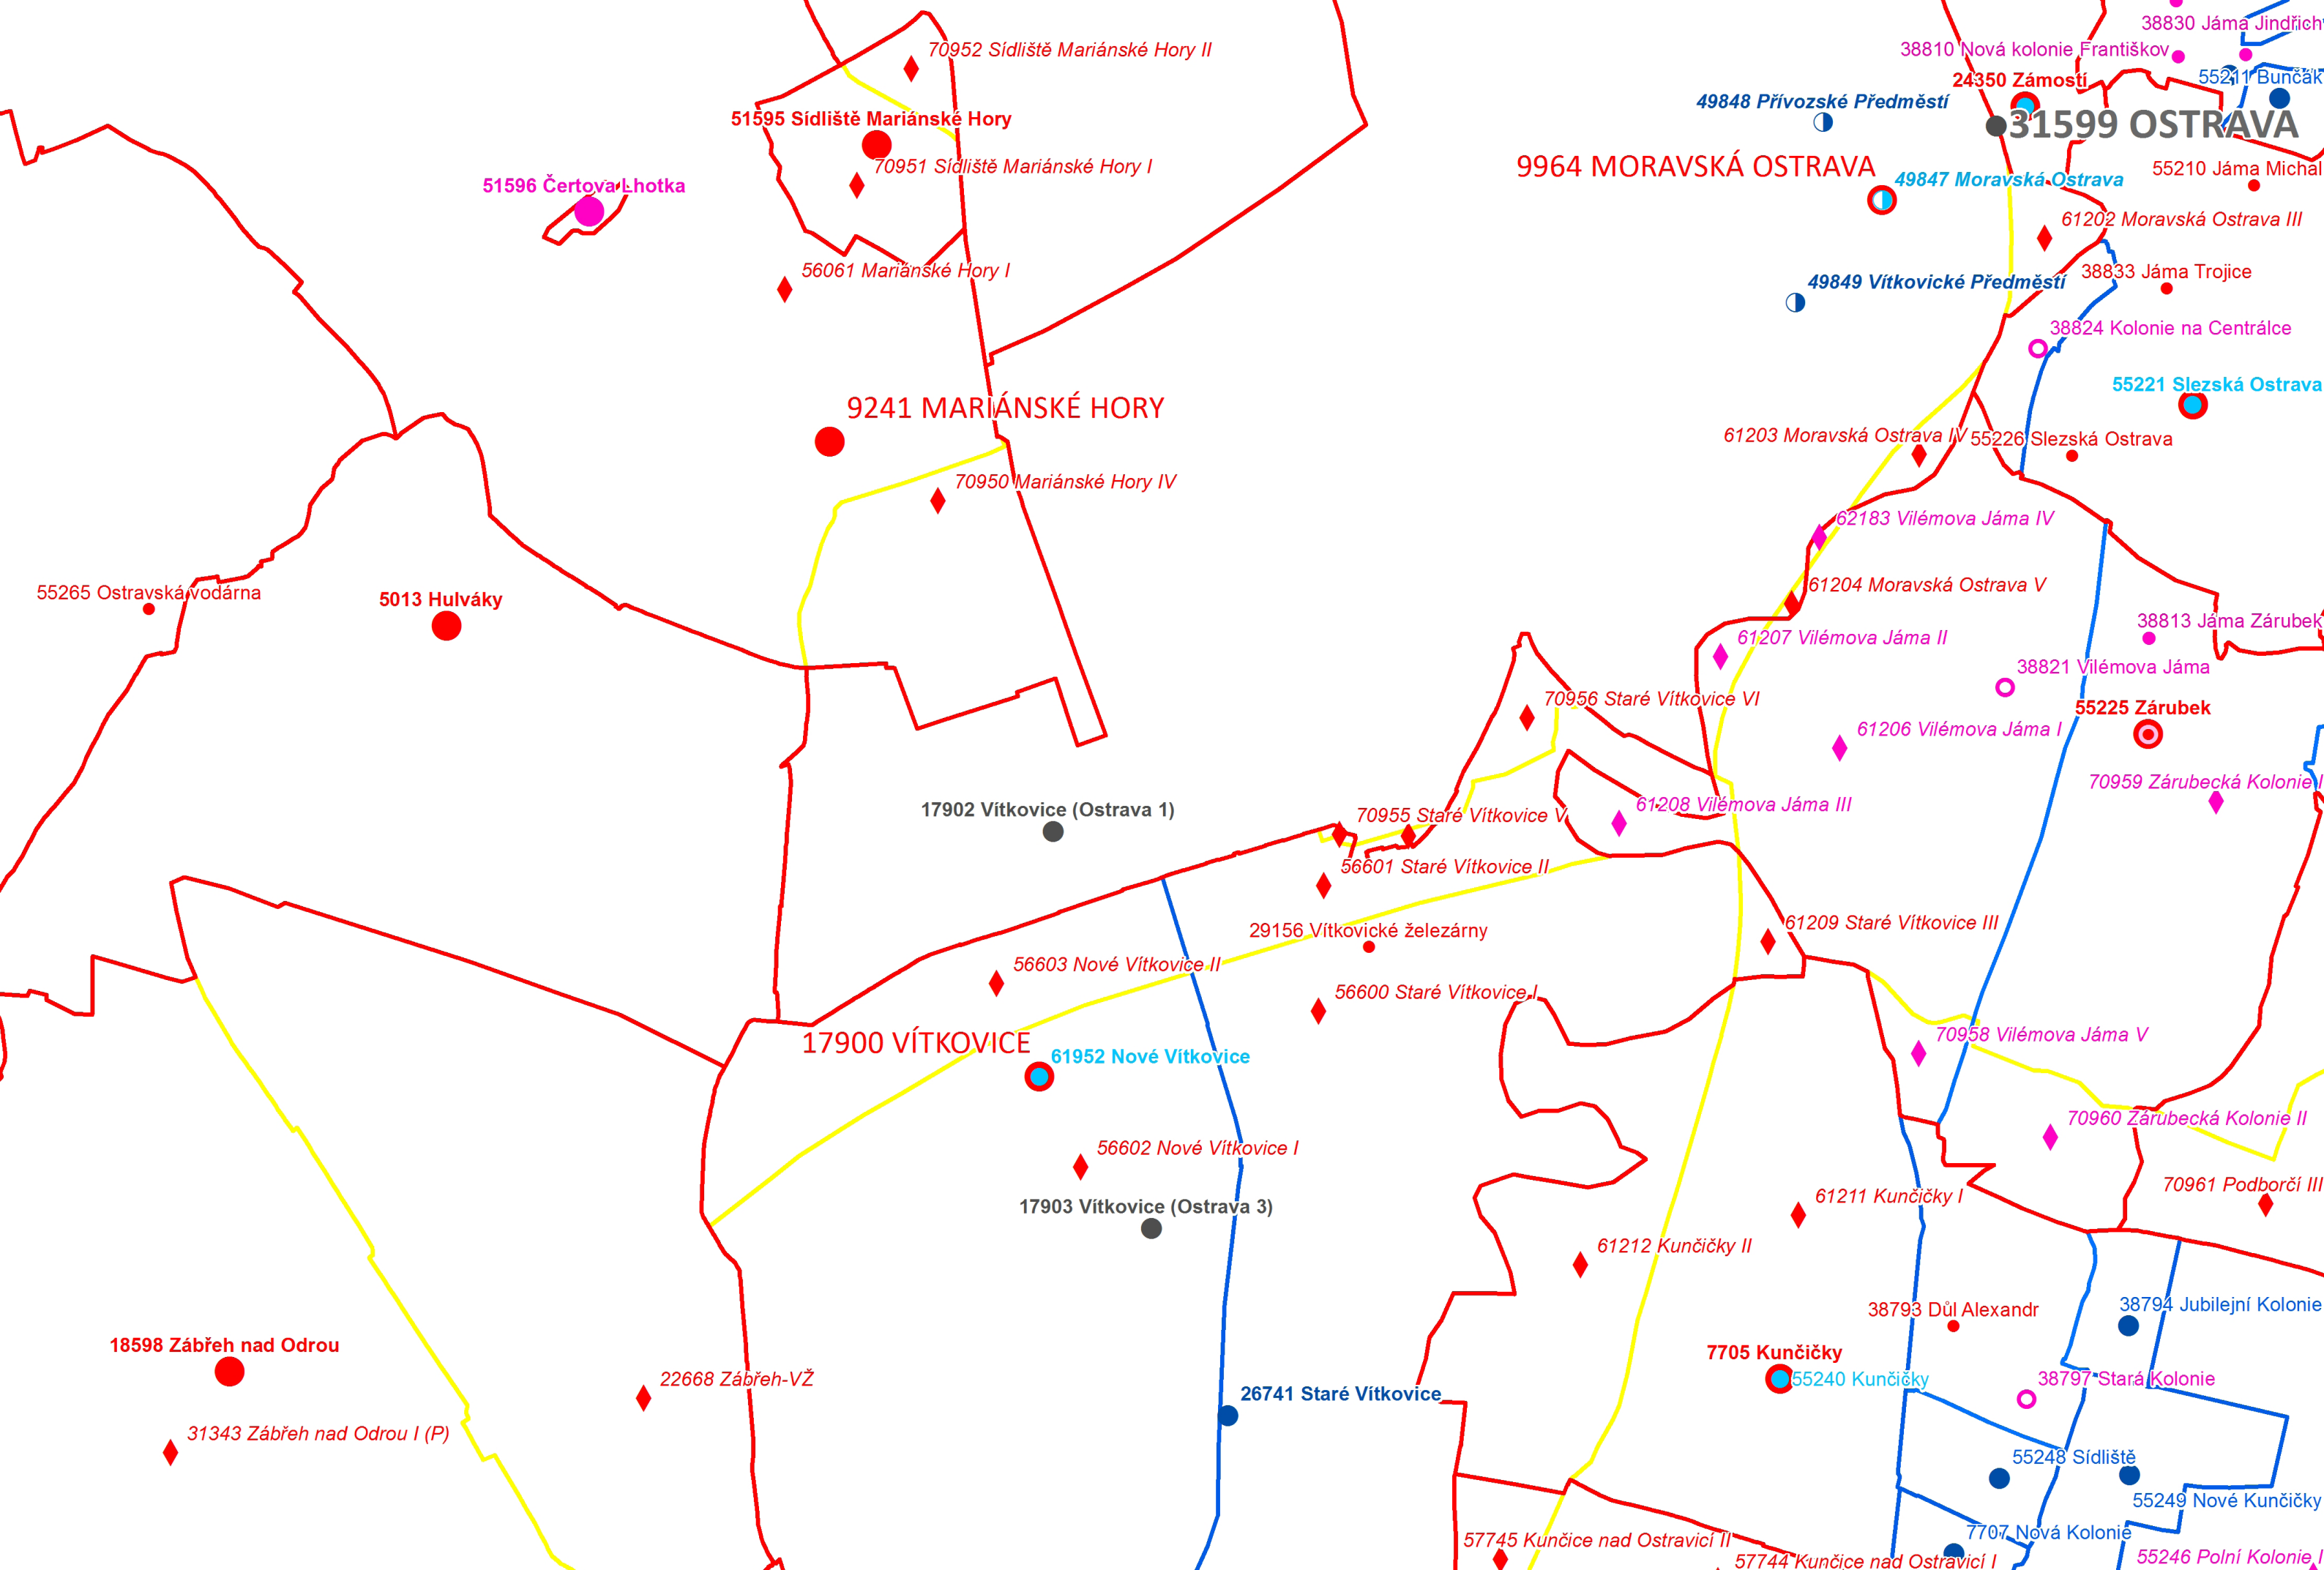 38830 Jáma Jindřich
70952 Sídliště Mariánské Hory II
38810 Nová kolonie Františkov
55211 Bunčák
24350 Zámostí
49848 Přívozské Předměstí
51595 Sídliště Mariánské Hory
31599 OSTRAVA
9964 MORAVSKÁ OSTRAVA
70951 Sídliště Mariánské Hory I
55210 Jáma Michal
51596 Čertova Lhotka
49847 Moravská Ostrava
61202 Moravská Ostrava III
56061 Mariánské Hory I
38833 Jáma Trojice
49849 Vítkovické Předměstí
38824 Kolonie na Centrálce
55221 Slezská Ostrava
9241 MARIÁNSKÉ HORY
61203 Moravská Ostrava IV
55226 Slezská Ostrava
70950 Mariánské Hory IV
62183 Vilémova Jáma IV
61204 Moravská Ostrava V
55265 Ostravská vodárna
5013 Hulváky
38813 Jáma Zárubek
61207 Vilémova Jáma II
38821 Vilémova Jáma
70956 Staré Vítkovice VI
55225 Zárubek
61206 Vilémova Jáma I
70959 Zárubecká Kolonie I
17902 Vítkovice (Ostrava 1)
61208 Vilémova Jáma III
70955 Staré Vítkovice V
56601 Staré Vítkovice II
61209 Staré Vítkovice III
29156 Vítkovické železárny
56603 Nové Vítkovice II
56600 Staré Vítkovice I
70958 Vilémova Jáma V
17900 VÍTKOVICE
61952 Nové Vítkovice
70960 Zárubecká Kolonie II
56602 Nové Vítkovice I
70961 Podborčí III
61211 Kunčičky I
17903 Vítkovice (Ostrava 3)
61212 Kunčičky II
38794 Jubilejní Kolonie
38793 Důl Alexandr
18598 Zábřeh nad Odrou
7705 Kunčičky
22668 Zábřeh-VŽ
55240 Kunčičky
38797 Stará Kolonie
26741 Staré Vítkovice
31343 Zábřeh nad Odrou I (P)
55248 Sídliště
55249 Nové Kunčičky
7707 Nová Kolonie
57745 Kunčice nad Ostravicí II
55246 Polní Kolonie I
57744 Kunčice nad Ostravicí I